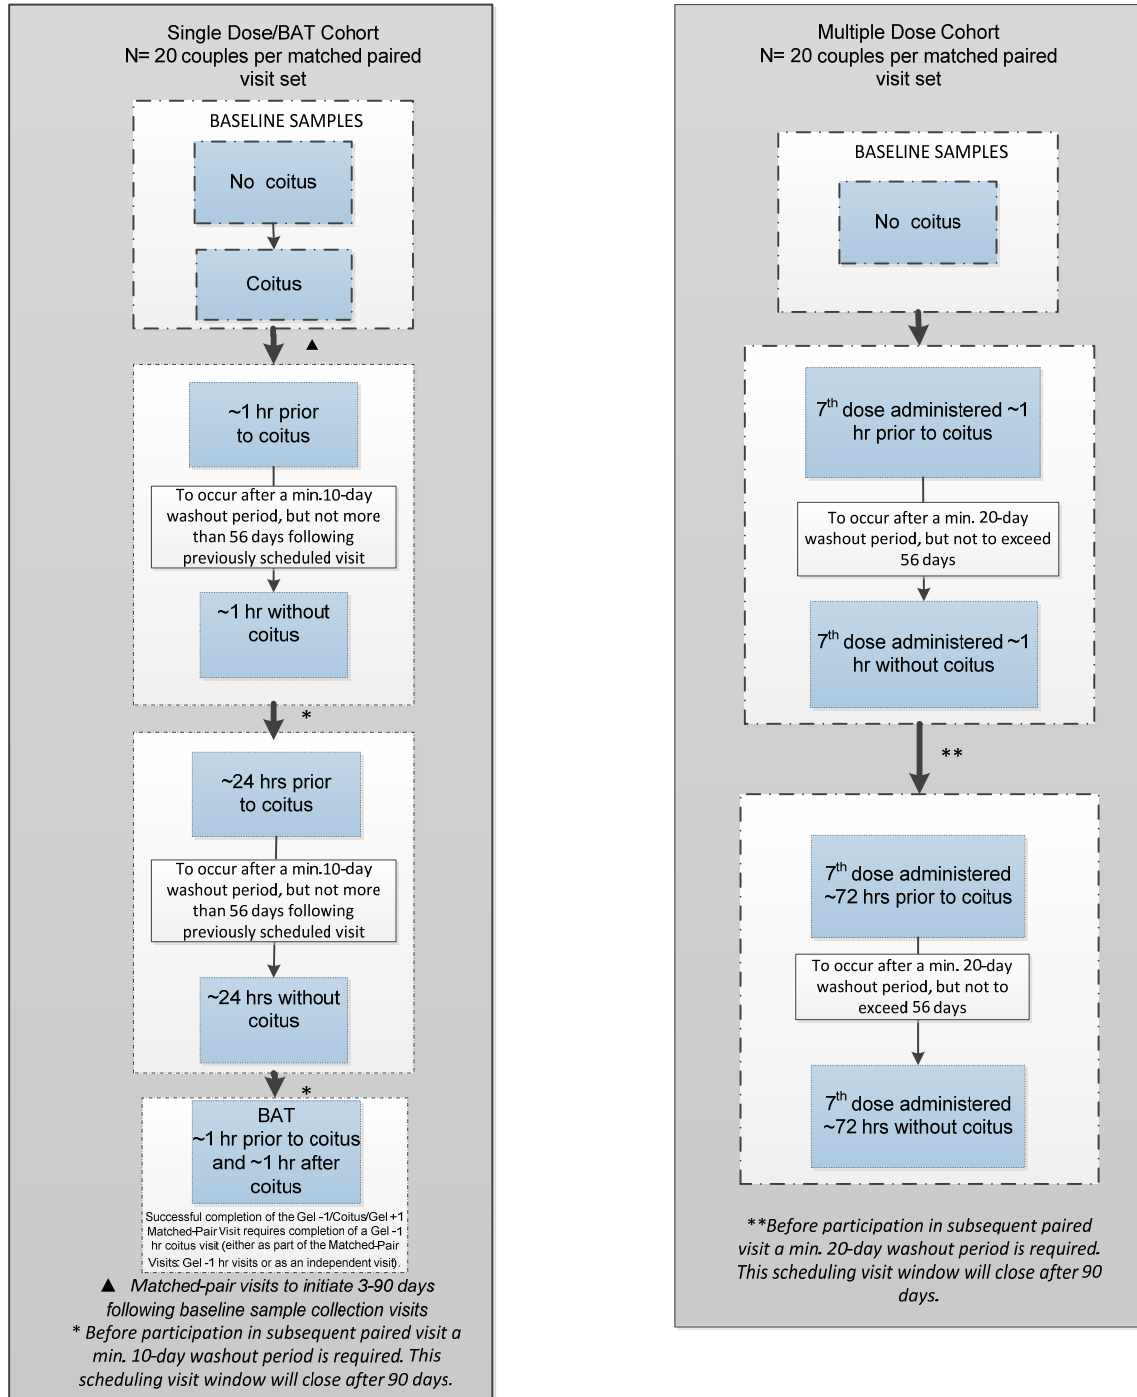 Single Dose/BAT Cohort
N= 20 couples per matched paired
visit set
BASELINE SAMPLES
No coitus
Coitus
▲
~1 hr prior
to coitus
To occur after a min.10-day
washout period, but not more
than 56 days following
previously scheduled visit
~1 hr without
coitus
*
~24 hrs prior
to coitus
To occur after a min.10-day
washout period, but not more
than 56 days following
previously scheduled visit
~24 hrs without
coitus
*
BAT
~1 hr prior to coitus
and ~1 hr after
coitus
Successful completion of the Gel -1/Coitus/Gel +1
Matched-Pair Visit requires completion of a Gel -1
hr coitus visit (either as part of the Matched-Pair
Visits: Gel -1 hr visits or as an independent visit).
▲ Matched-pair visits to initiate 3-90 days
following baseline sample collection visits
* Before participation in subsequent paired visit a
min. 10-day washout period is required. This
scheduling visit window will close after 90 days.
Multiple Dose Cohort
N= 20 couples per matched paired
visit set
BASELINE SAMPLES
No coitus
7th dose administered ~1
hr prior to coitus
To occur after a min. 20-day
washout period, but not to exceed
56 days
7th dose administered ~1
hr without coitus
**
7th dose administered
~72 hrs prior to coitus
To occur after a min. 20-day
washout period, but not to
exceed 56 days
7th dose administered
~72 hrs without coitus
**Before participation in subsequent paired
visit a min. 20-day washout period is required.
This scheduling visit window will close after 90
days.